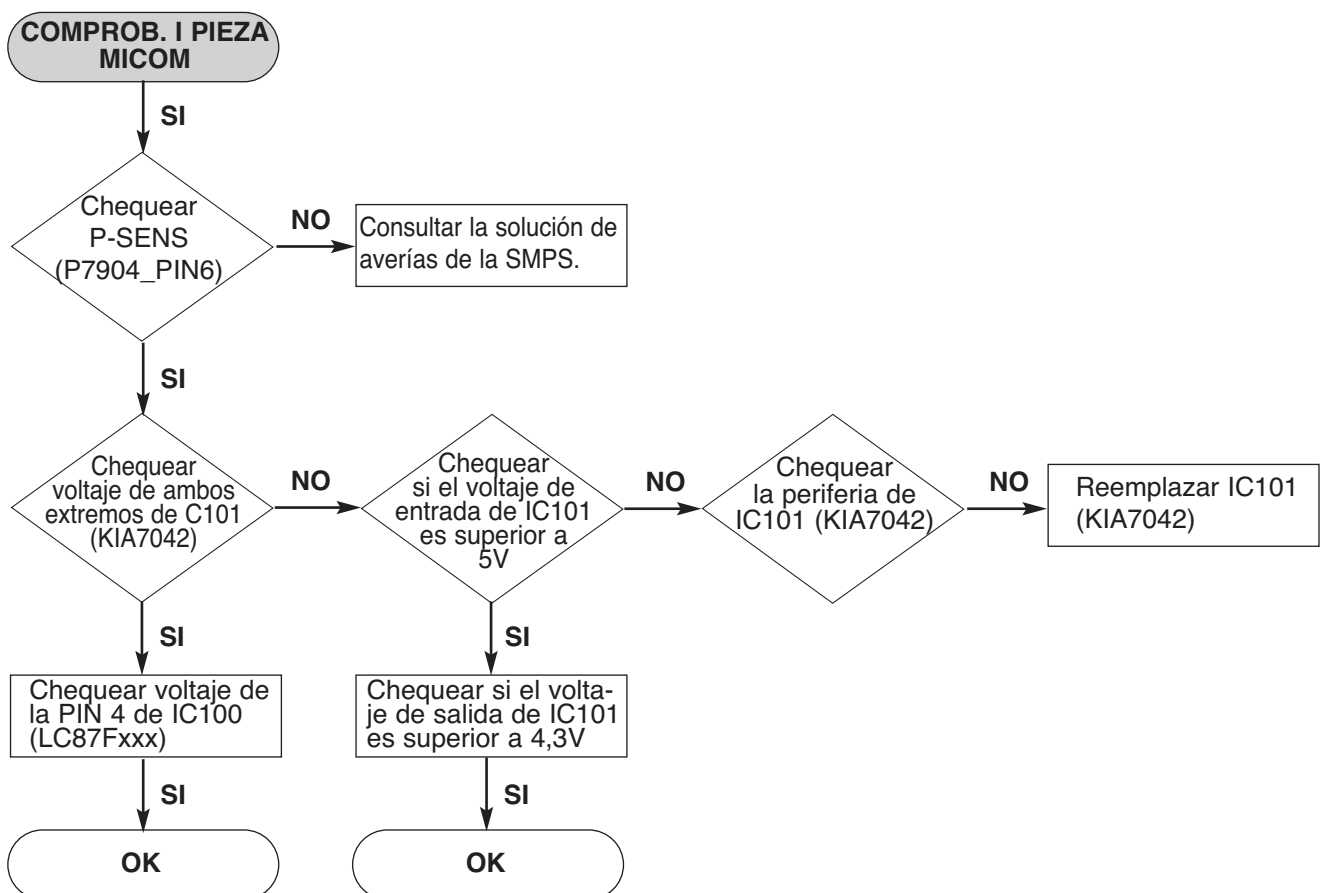 COMPROB. I PIEZA
MICOM
SI
Chequear
P-SENS
(P7904_PIN6)
NO
Consultar la solución de
averías de la SMPS.
SI
Chequear
voltaje de ambos
extremos de C101
(KIA7042)
NO
Chequear
si el voltaje de
entrada de IC101
es superior a
5V
NO
Chequear
la periferia de
IC101 (KIA7042)
NO
Reemplazar IC101
(KIA7042)
SI
Chequear voltaje de
la PIN 4 de IC100
(LC87Fxxx)
SI
OK
SI
Chequear si el volta-
je de salida de IC101
es superior a 4,3V
SI
OK